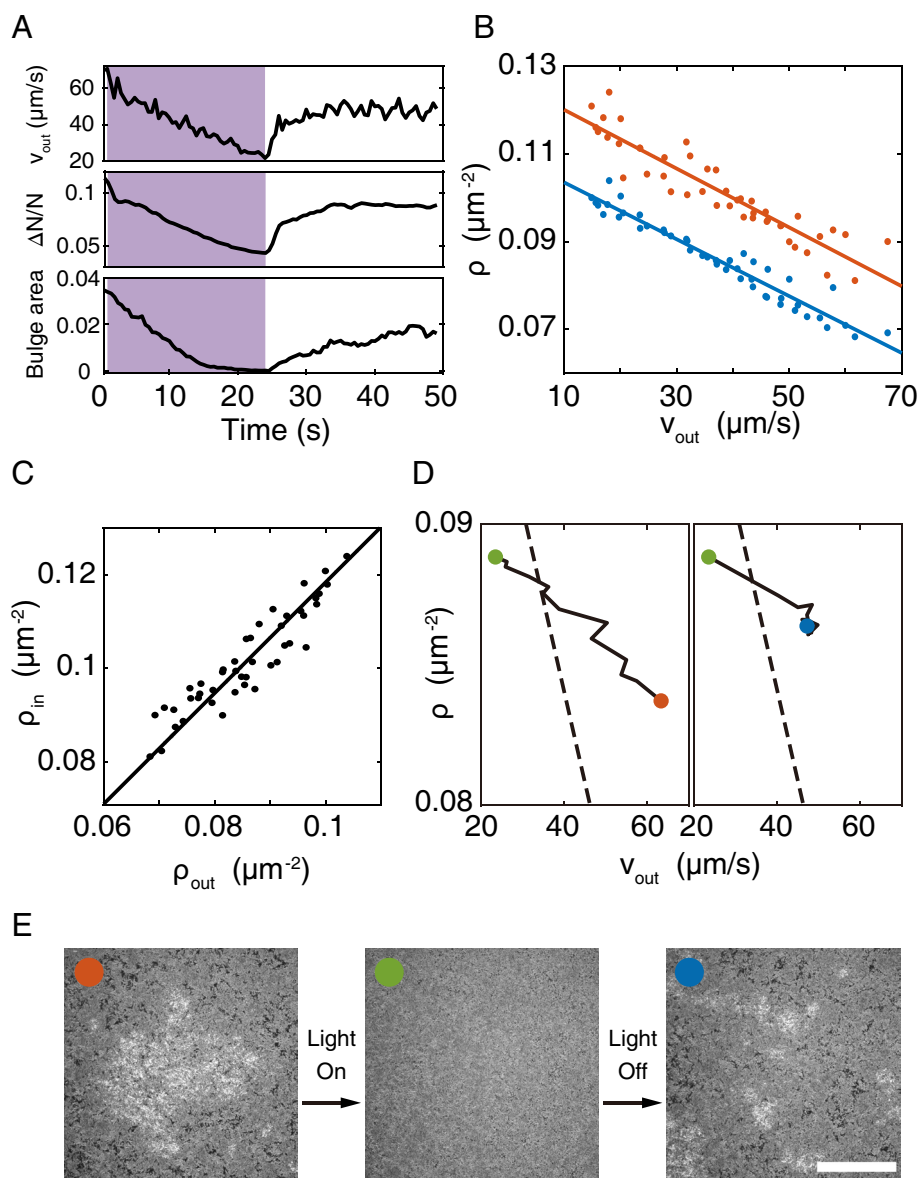 A
v_out (µm/s)
60
40
20
ΔN/N
0.1
0.05
Bulge area
0.04
0.02
0
0 10 20 30 40 50
Time (s)
B
ρ (µm⁻²)
0.13
0.11
0.09
0.07
10 30 50 70
v_out (µm/s)
C
ρ_in (µm⁻²)
0.12
0.1
0.08
0.06 0.08 0.1
ρ_out (µm⁻²)
D
ρ (µm⁻²)
0.09
0.08
20 40 60 20 40 60
v_out (µm/s)
E
Light
On
Light
Off